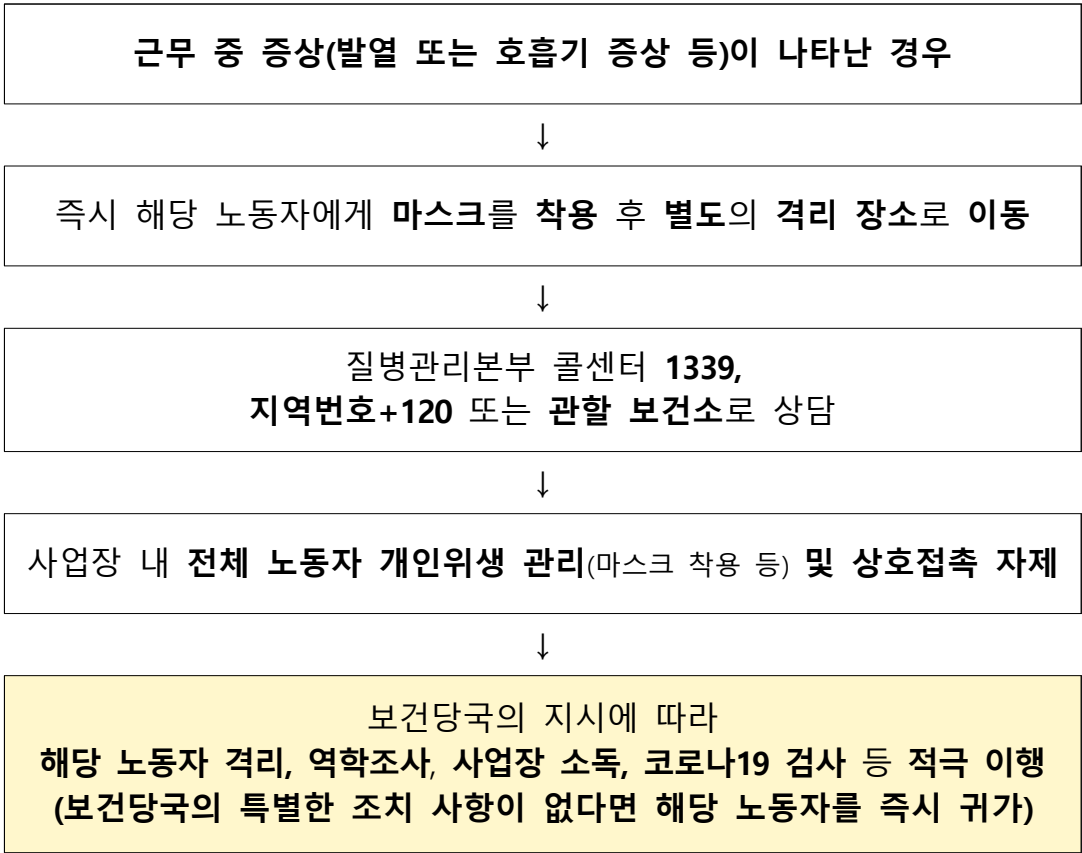 근무 중 증상(발열 또는 호흡기 증상 등)이 나타난 경우
↓
즉시 해당 노동자에게 마스크를 착용 후 별도의 격리 장소로 이동
↓
질병관리본부 콜센터 1339,
지역번호+120 또는 관할 보건소로 상담
↓
사업장 내 전체 노동자 개인위생 관리(마스크 착용 등) 및 상호접촉 자제
↓
보건당국의 지시에 따라
해당 노동자 격리, 역학조사, 사업장 소독, 코로나19 검사 등 적극 이행
(보건당국의 특별한 조치 사항이 없다면 해당 노동자를 즉시 귀가)